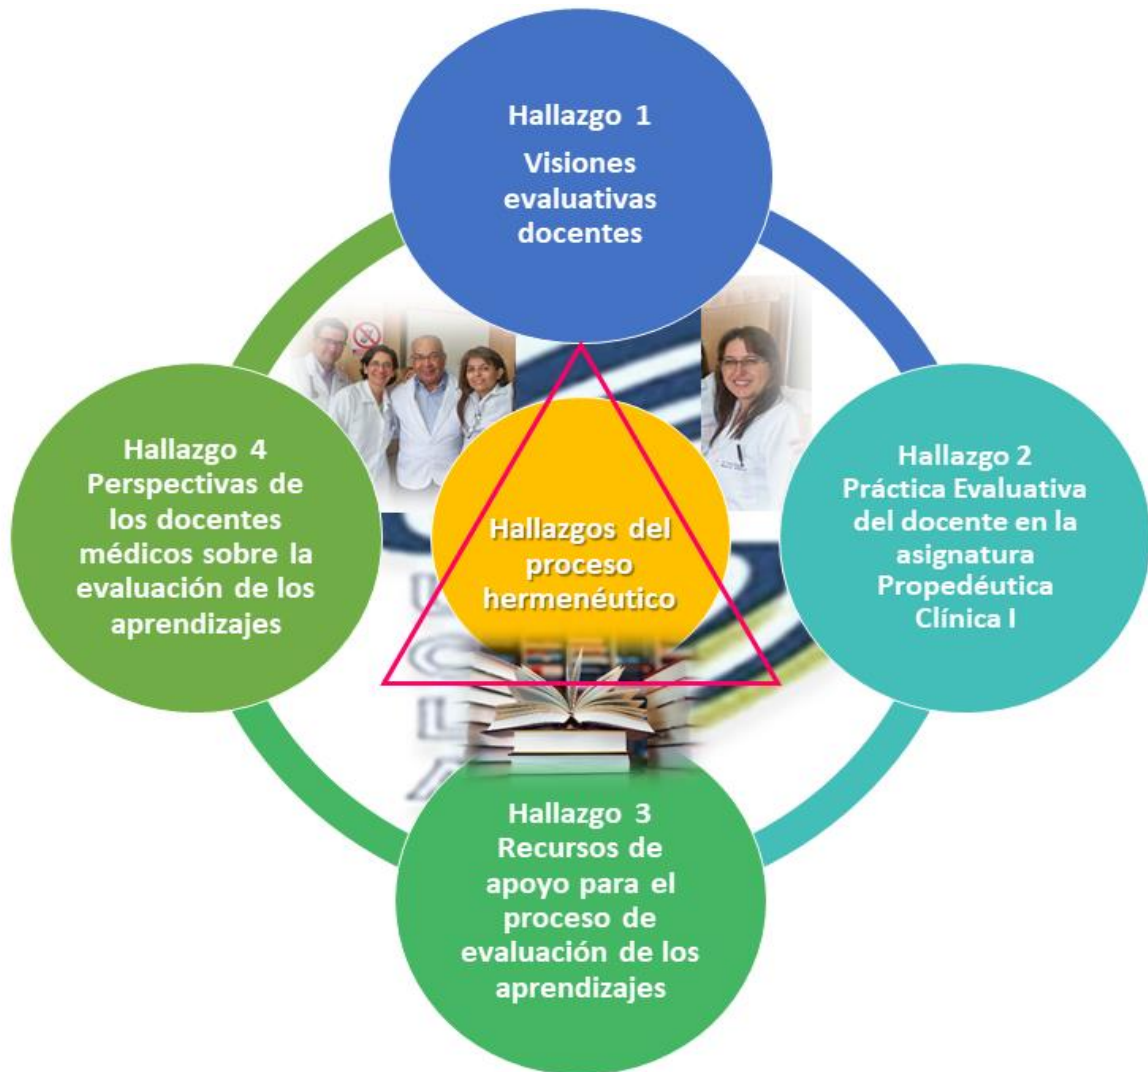 Hallazgo 1
Visiones
evaluativas
docentes
Hallazgo 2
Práctica Evaluativa
del docente en la
asignatura
Propedéutica
Clínica I
Hallazgo 3
Recursos de
apoyo para el
proceso de
evaluación de los
aprendizajes
Hallazgo 4
Perspectivas de
los docentes
médicos sobre la
evaluación de los
aprendizajes
Hallazgos del
proceso
hermenéutico